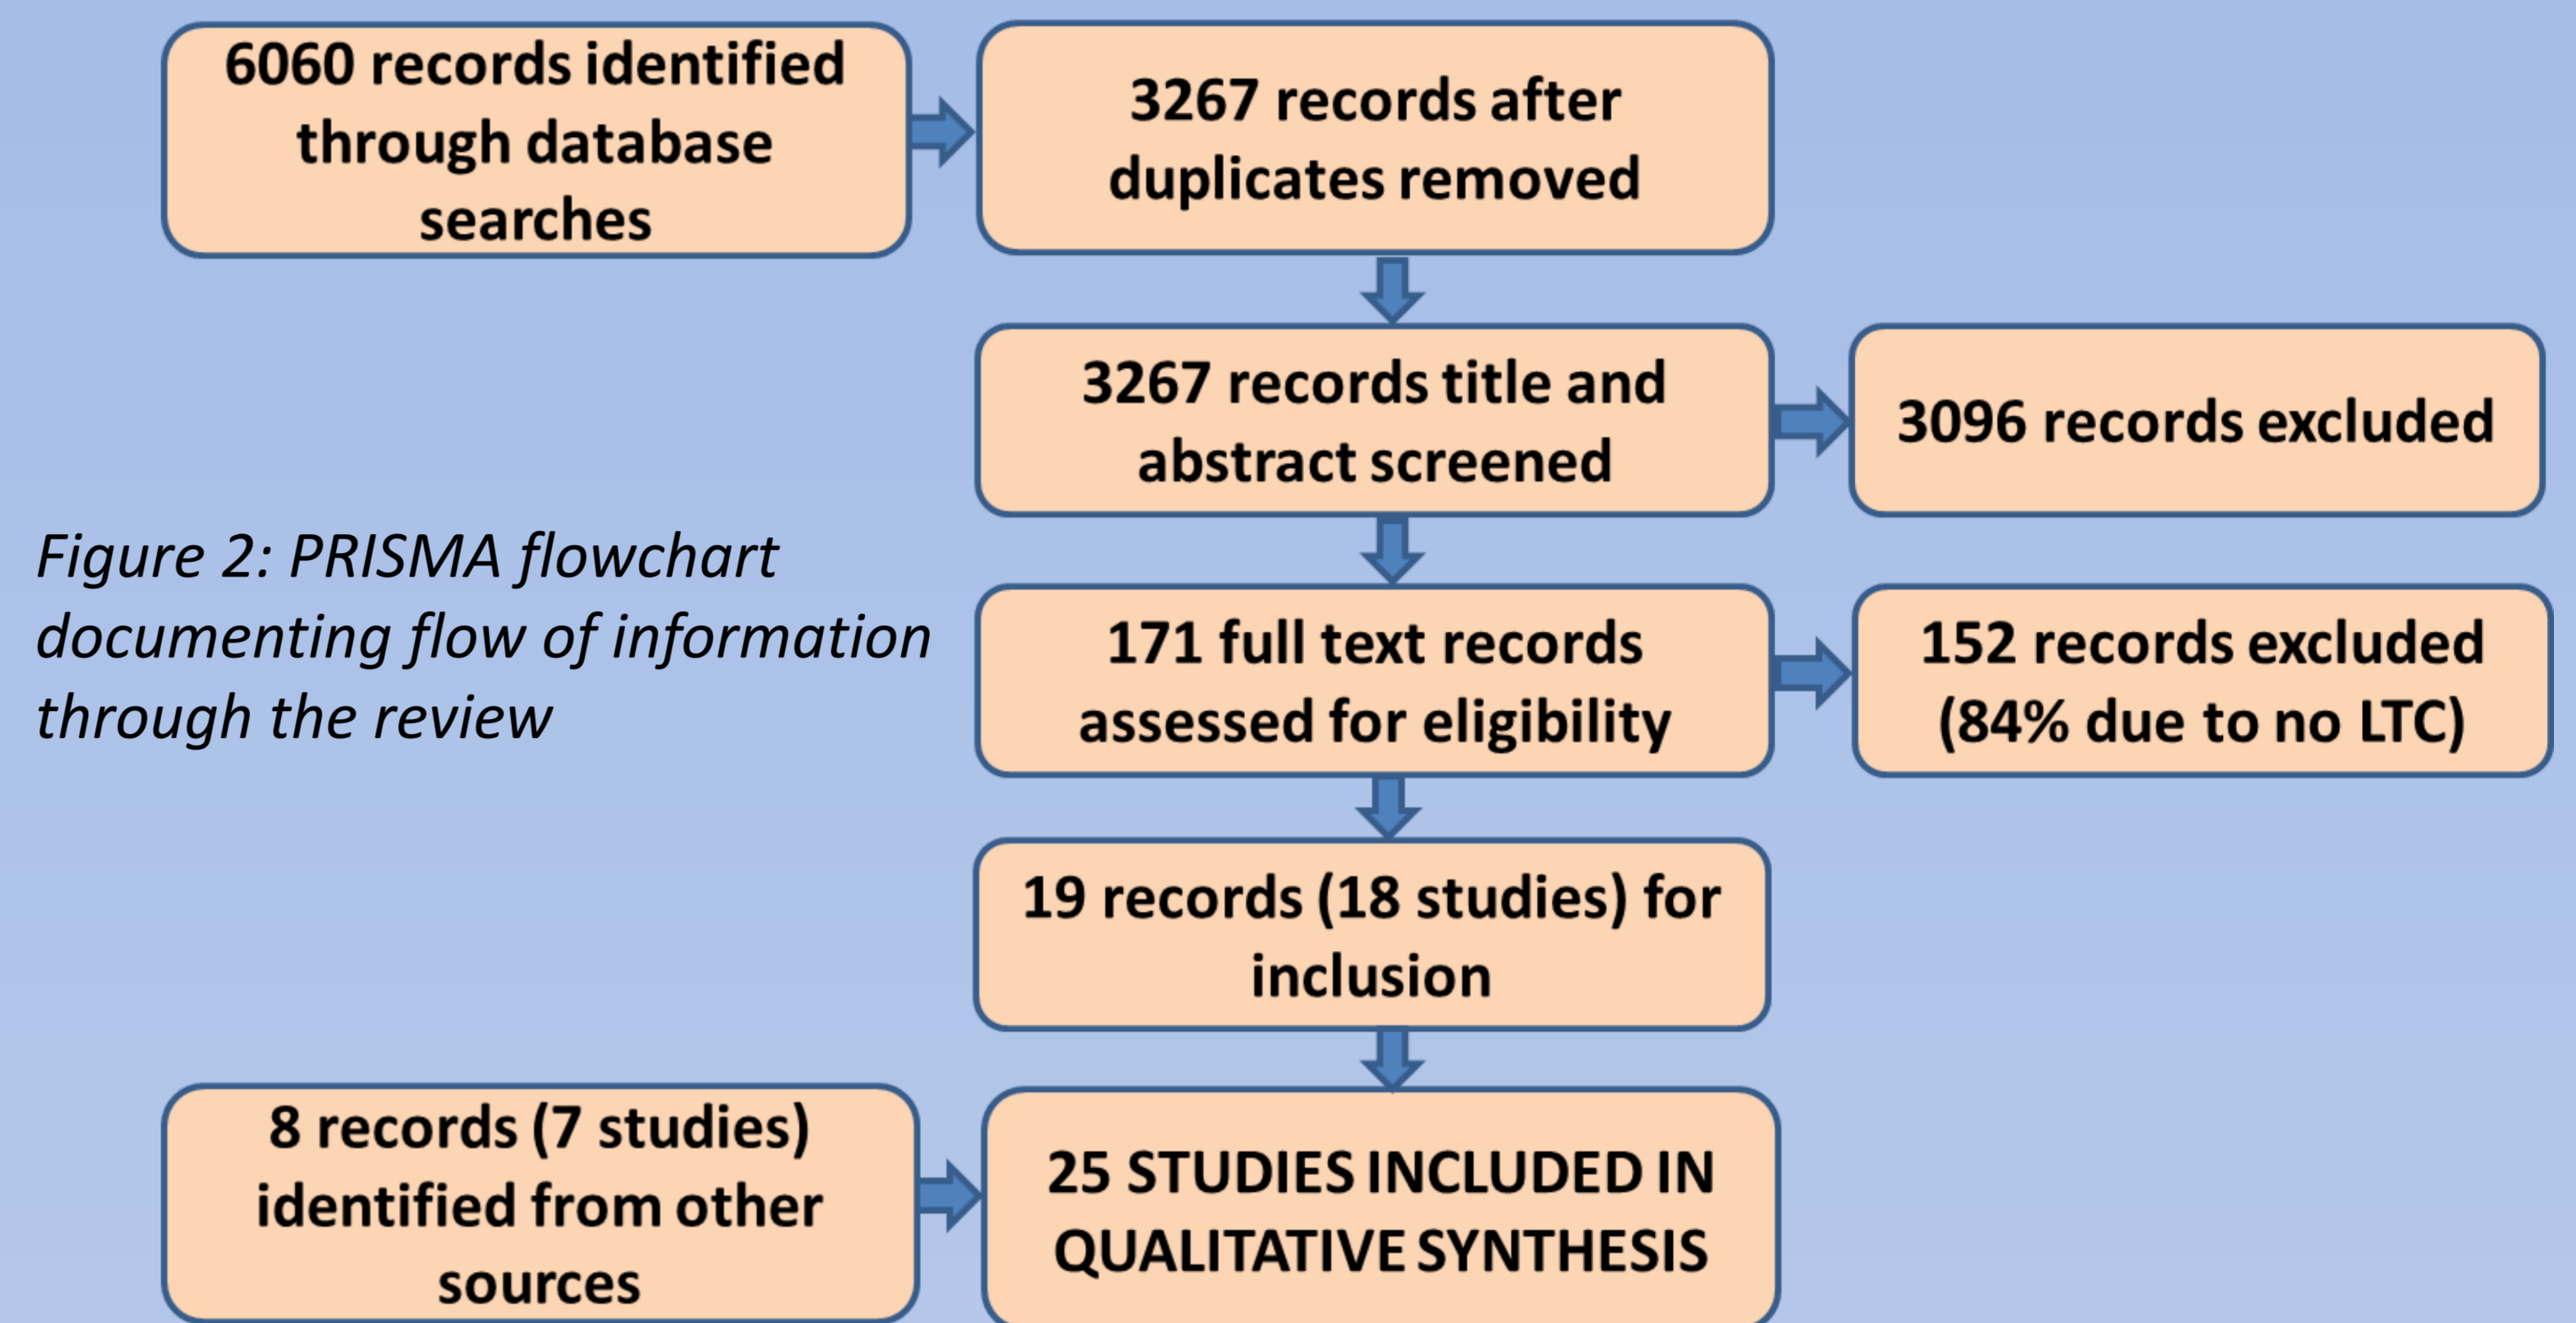 6060 records identified
through database
searches
3267 records after
duplicates removed
3267 records title and
abstract screened
3096 records excluded
Figure 2: PRISMA flowchart
documenting flow of information
through the review
171 full text records
assessed for eligibility
152 records excluded
(84% due to no LTC)
19 records (18 studies) for
inclusion
8 records (7 studies)
identified from other
sources
25 STUDIES INCLUDED IN
QUALITATIVE SYNTHESIS